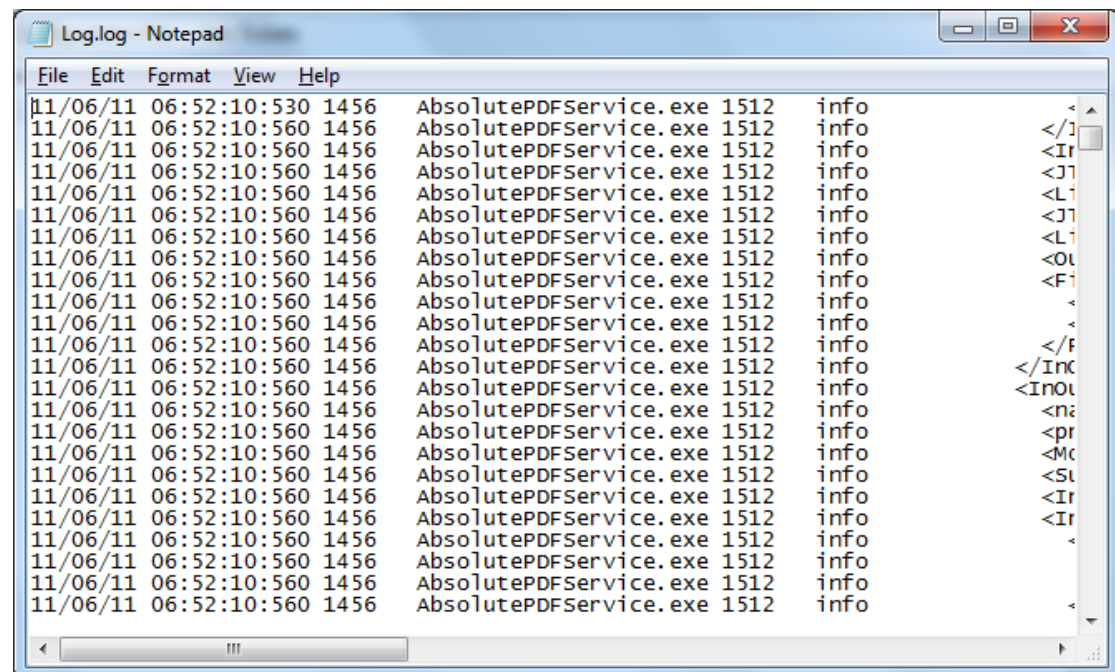 Log.log - Notepad
File Edit Format View Help
11/06/11 06:52:10:530 1456 AbsolutePDFService.exe 1512 info <
11/06/11 06:52:10:560 1456 AbsolutePDFService.exe 1512 info </I
11/06/11 06:52:10:560 1456 AbsolutePDFService.exe 1512 info <In
11/06/11 06:52:10:560 1456 AbsolutePDFService.exe 1512 info <JT
11/06/11 06:52:10:560 1456 AbsolutePDFService.exe 1512 info <Li
11/06/11 06:52:10:560 1456 AbsolutePDFService.exe 1512 info <JT
11/06/11 06:52:10:560 1456 AbsolutePDFService.exe 1512 info <Li
11/06/11 06:52:10:560 1456 AbsolutePDFService.exe 1512 info <Ou
11/06/11 06:52:10:560 1456 AbsolutePDFService.exe 1512 info <Fi
11/06/11 06:52:10:560 1456 AbsolutePDFService.exe 1512 info <
11/06/11 06:52:10:560 1456 AbsolutePDFService.exe 1512 info <
11/06/11 06:52:10:560 1456 AbsolutePDFService.exe 1512 info </F
11/06/11 06:52:10:560 1456 AbsolutePDFService.exe 1512 info </InO
11/06/11 06:52:10:560 1456 AbsolutePDFService.exe 1512 info <InOu
11/06/11 06:52:10:560 1456 AbsolutePDFService.exe 1512 info <na
11/06/11 06:52:10:560 1456 AbsolutePDFService.exe 1512 info <pr
11/06/11 06:52:10:560 1456 AbsolutePDFService.exe 1512 info <Mo
11/06/11 06:52:10:560 1456 AbsolutePDFService.exe 1512 info <Su
11/06/11 06:52:10:560 1456 AbsolutePDFService.exe 1512 info <In
11/06/11 06:52:10:560 1456 AbsolutePDFService.exe 1512 info <In
11/06/11 06:52:10:560 1456 AbsolutePDFService.exe 1512 info <
11/06/11 06:52:10:560 1456 AbsolutePDFService.exe 1512 info
11/06/11 06:52:10:560 1456 AbsolutePDFService.exe 1512 info
11/06/11 06:52:10:560 1456 AbsolutePDFService.exe 1512 info <